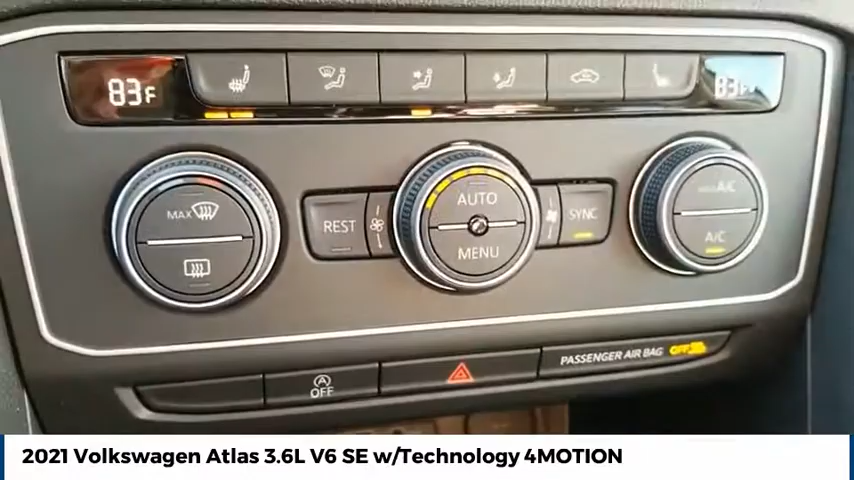 83F
83F
MAX
REST
AUTO
MENU
SYNC
MAX A/C
A/C
OFF
PASSENGER AIR BAG OFF
2021 Volkswagen Atlas 3.6L V6 SE w/Technology 4MOTION